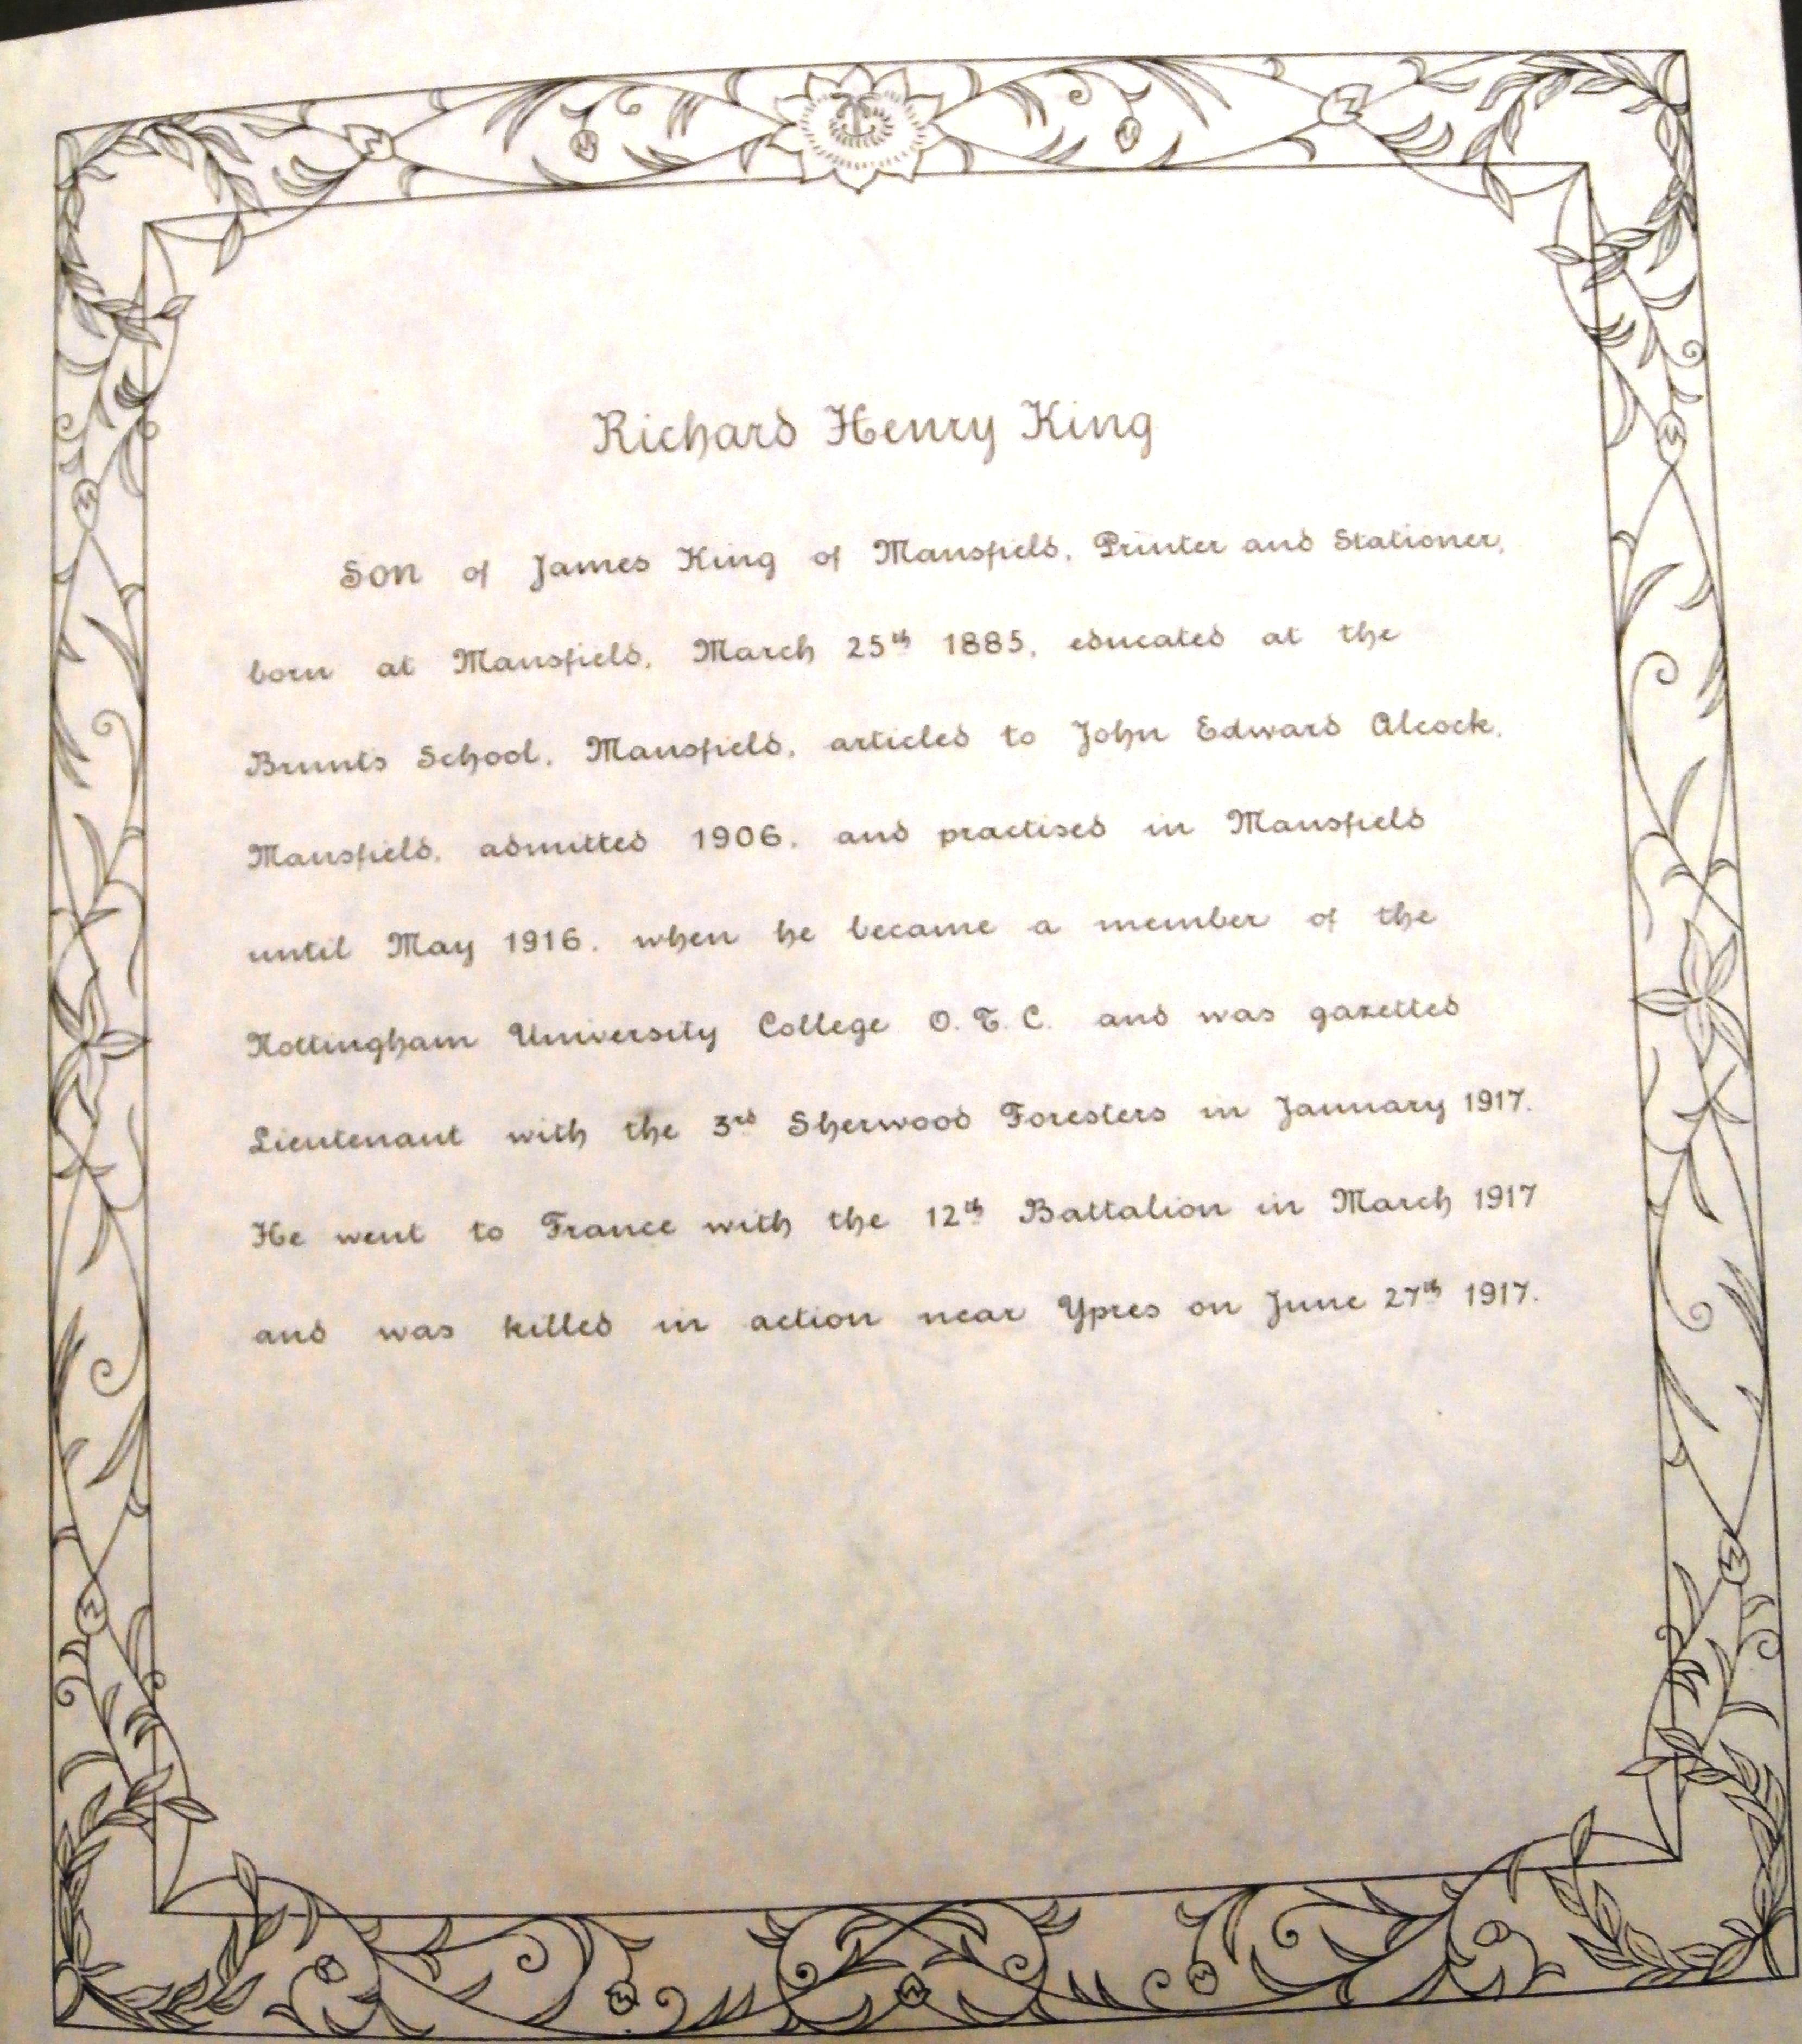 Richard Henry King
Son of James King of Mansfield, Printer and Stationer,
born at Mansfield, March 25th 1885, educated at the
Brunts School, Mansfield, articled to John Edward Alcock,
Mansfield, admitted 1906, and practised in Mansfield
until May 1916, when he became a member of the
Nottingham University College O.T.C. and was gazetted
Lieutenant with the 3rd Sherwood Foresters in January 1917.
He went to France with the 12th Battalion in March 1917
and was killed in action near Ypres on June 27th 1917.